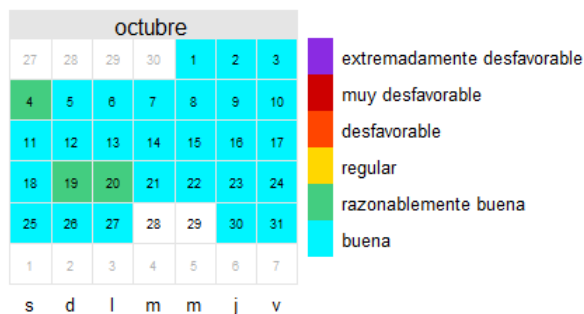 octubre
27 28 29 30 1 2 3
4 5 6 7 8 9 10
11 12 13 14 15 16 17
18 19 20 21 22 23 24
25 26 27 28 29 30 31
1 2 3 4 5 6 7
s d l m m j v
extremadamente desfavorable
muy desfavorable
desfavorable
regular
razonablemente buena
buena